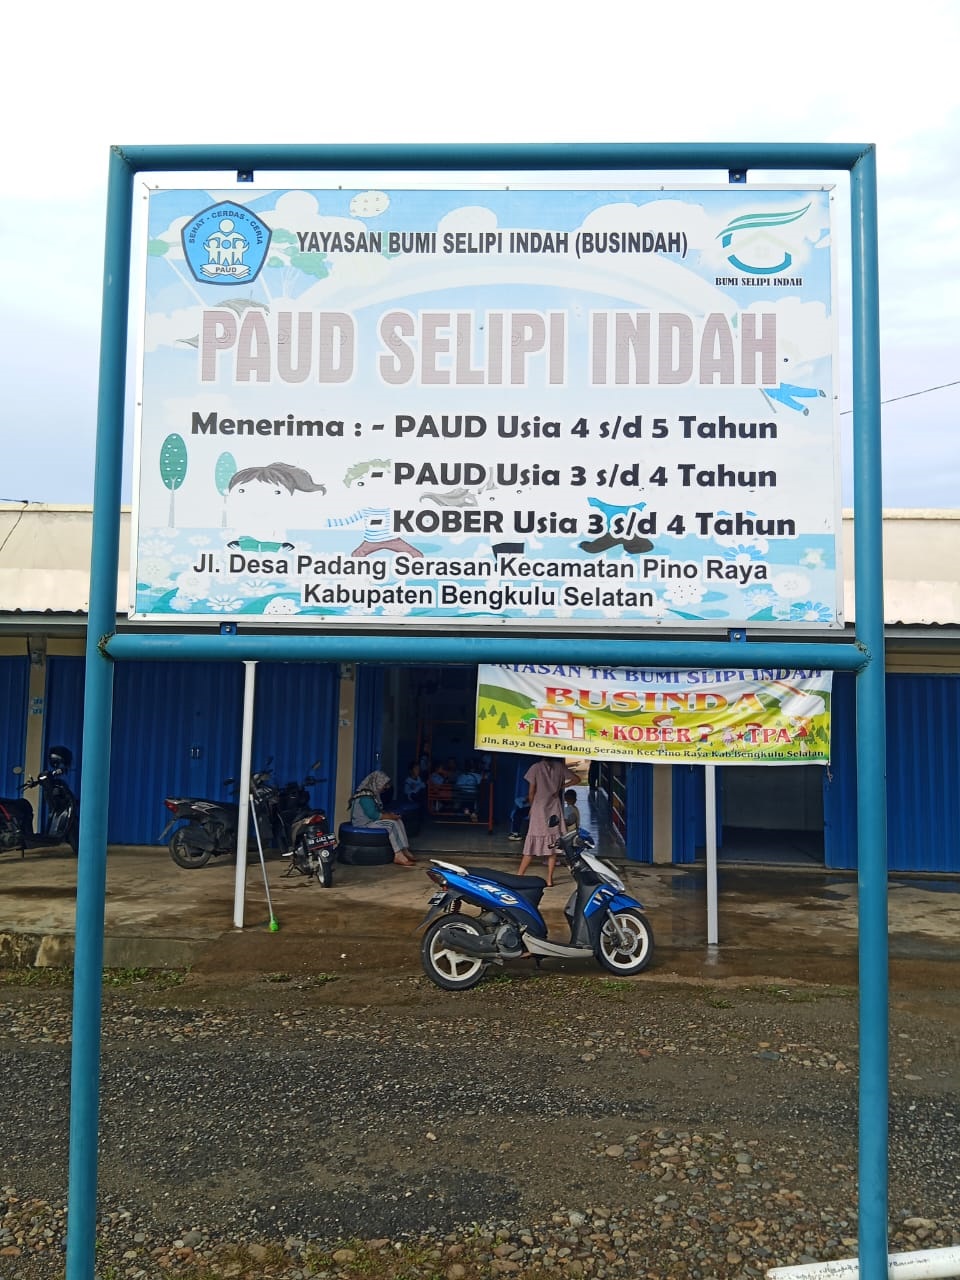 SEHAT - CERDAS - CERIA
PAUD
YAYASAN BUMI SELIPI INDAH (BUSINDAH)
BUMI SELIPI INDAH
PAUD SELIPI INDAH
Menerima : - PAUD Usia 4 s/d 5 Tahun
- PAUD Usia 3 s/d 4 Tahun
- KOBER Usia 3 s/d 4 Tahun
Jl. Desa Padang Serasan Kecamatan Pino Raya
Kabupaten Bengkulu Selatan
TK BUMI SLIPI INDAH
BUSINDA
TK KOBER TPA
Jln. Raya Desa Padang Serasan Kec Pino Raya Kab.Bengkulu Selatan